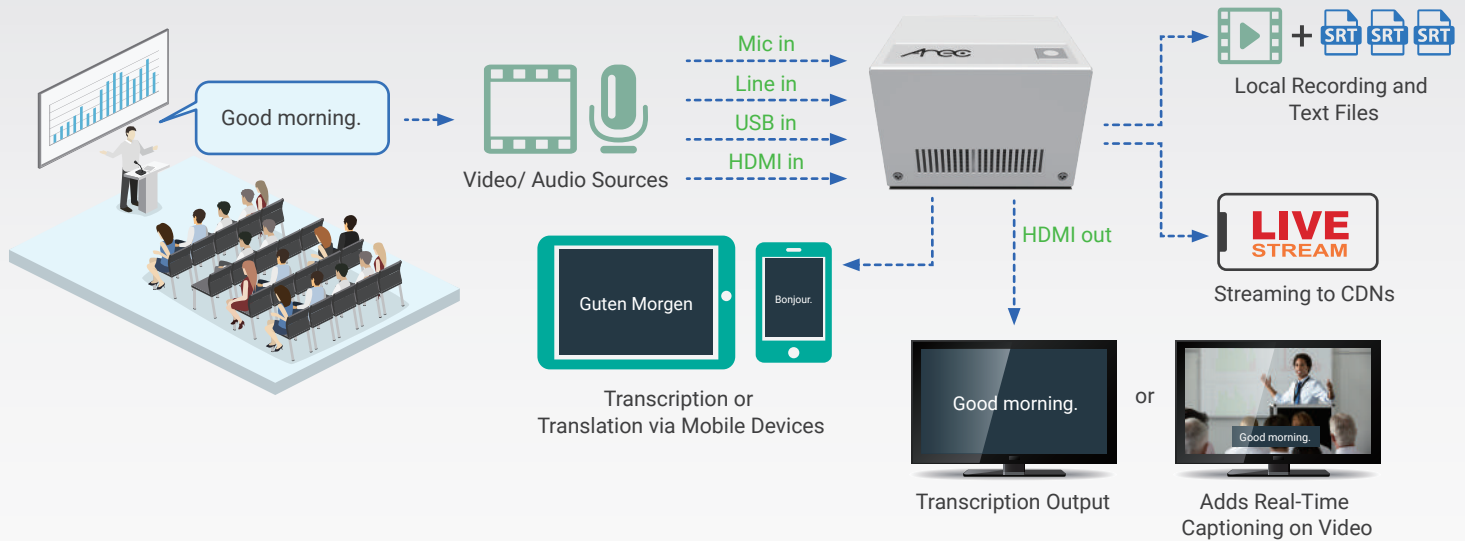 Good morning.
Video/ Audio Sources
Mic in
Line in
USB in
HDMI in
Arec
+ SRT SRT SRT
Local Recording and
Text Files
LIVE
STREAM
Streaming to CDNs
HDMI out
Guten Morgen
Bonjour.
Transcription or
Translation via Mobile Devices
Good morning.
or
Good morning.
Transcription Output
Adds Real-Time
Captioning on Video